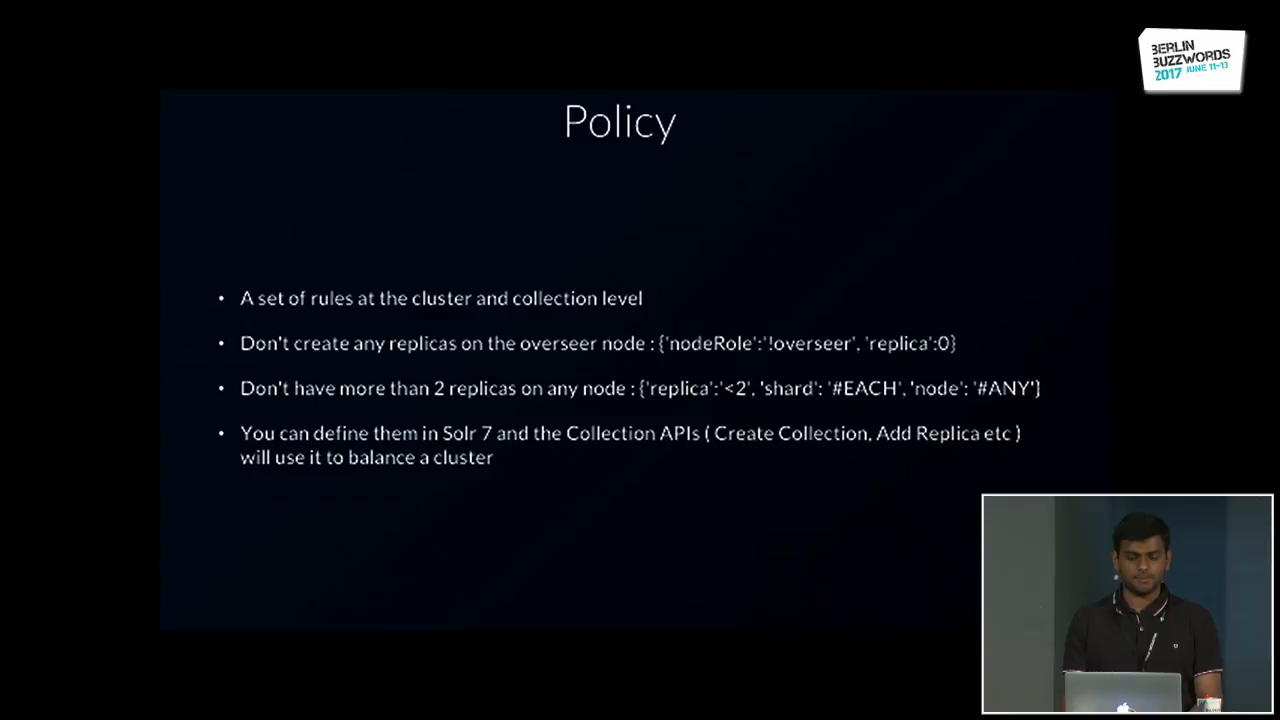 BERLIN
BUZZWORDS
2017 JUNE 11-13
Policy
• A set of rules at the cluster and collection level
• Don't create any replicas on the overseer node : {'nodeRole':'!overseer', 'replica':0}
• Don't have more than 2 replicas on any node : {'replica':'<2', 'shard': '#EACH', 'node': '#ANY'}
• You can define them in Solr 7 and the Collection APIs ( Create Collection, Add Replica etc )
will use it to balance a cluster